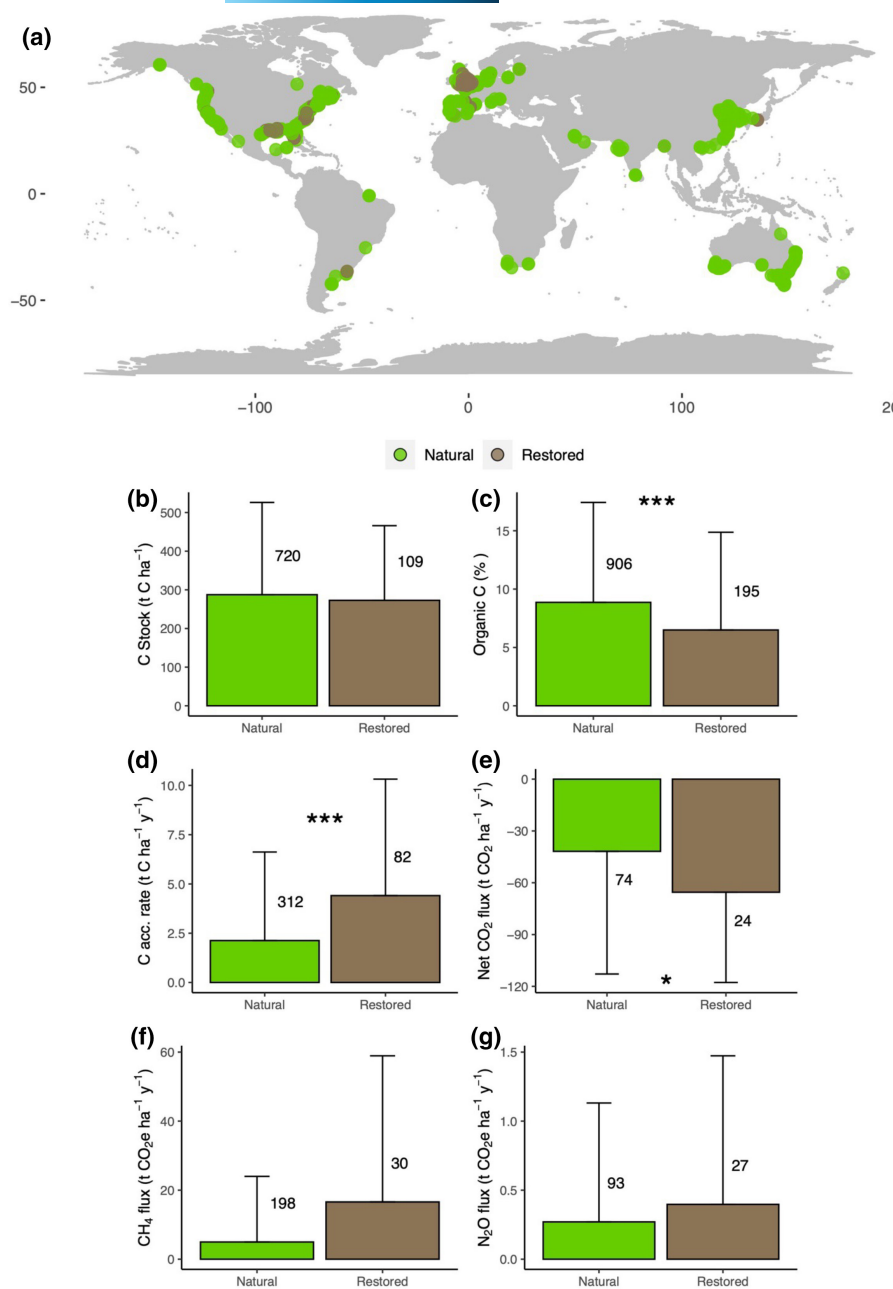 (a)
50
0
−50
−100
0
100
20
Natural
Restored
(b)
C Stock (t C ha⁻¹)
500
400
300
200
100
0
720
109
Natural
Restored
(c)
Organic C (%)
15
10
5
0
***
906
195
Natural
Restored
(d)
C acc. rate (t C ha⁻¹ y⁻¹)
10.0
7.5
5.0
2.5
0.0
***
312
82
Natural
Restored
(e)
Net CO₂ flux (t CO₂ ha⁻¹ y⁻¹)
0
−30
−60
−90
−120
74
24
*
Natural
Restored
(f)
CH₄ flux (t CO₂e ha⁻¹ y⁻¹)
60
40
20
0
198
30
Natural
Restored
(g)
N₂O flux (t CO₂e ha⁻¹ y⁻¹)
1.5
1.0
0.5
0.0
93
27
Natural
Restored